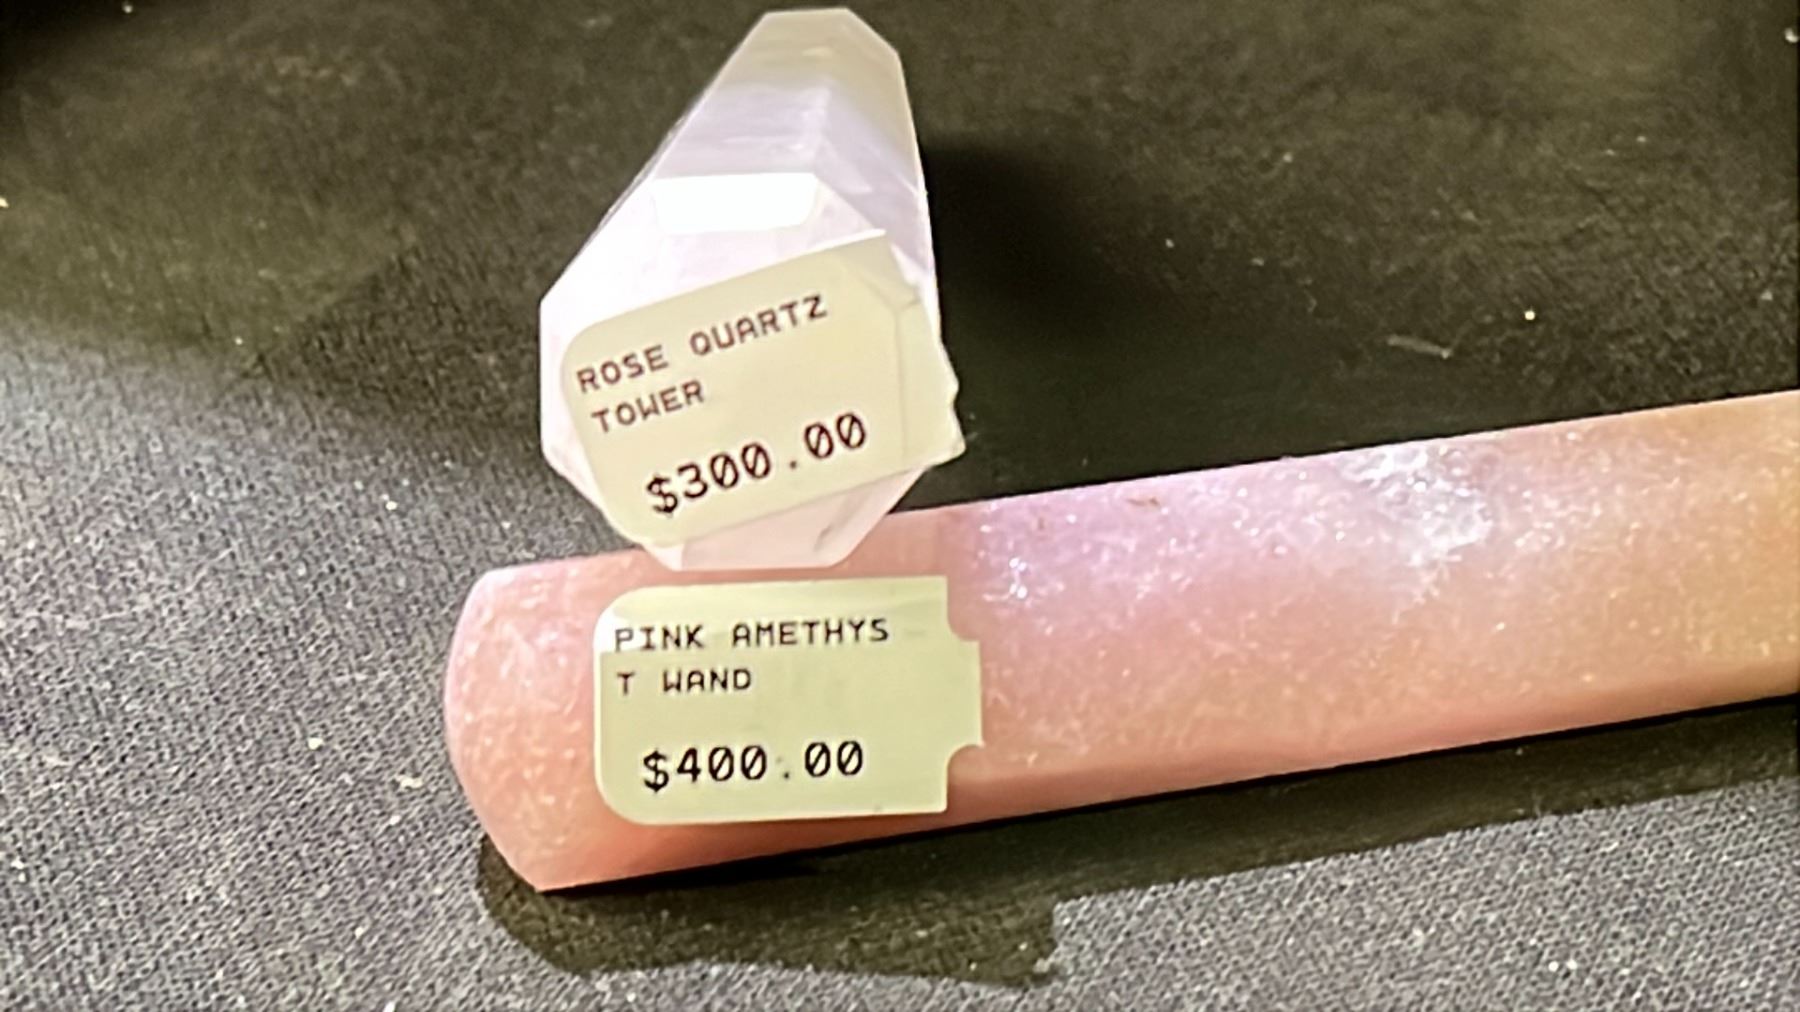 ROSE QUARTZ
TOWER
$300.00
PINK AMETHYS
T WAND
$400.00